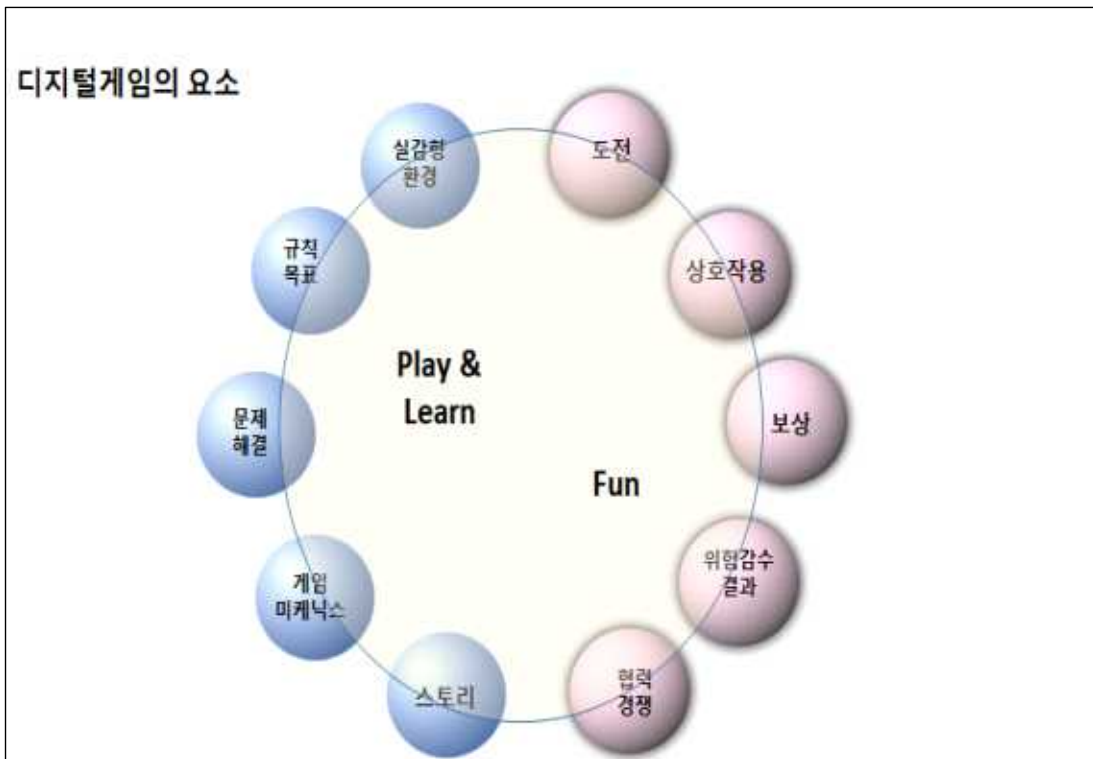 디지털게임의 요소
실감형
환경
도전
규칙
목표
상호작용
Play &
Learn
문제
해결
보상
Fun
게임
미케닉스
위험감수
결과
스토리
협력
경쟁